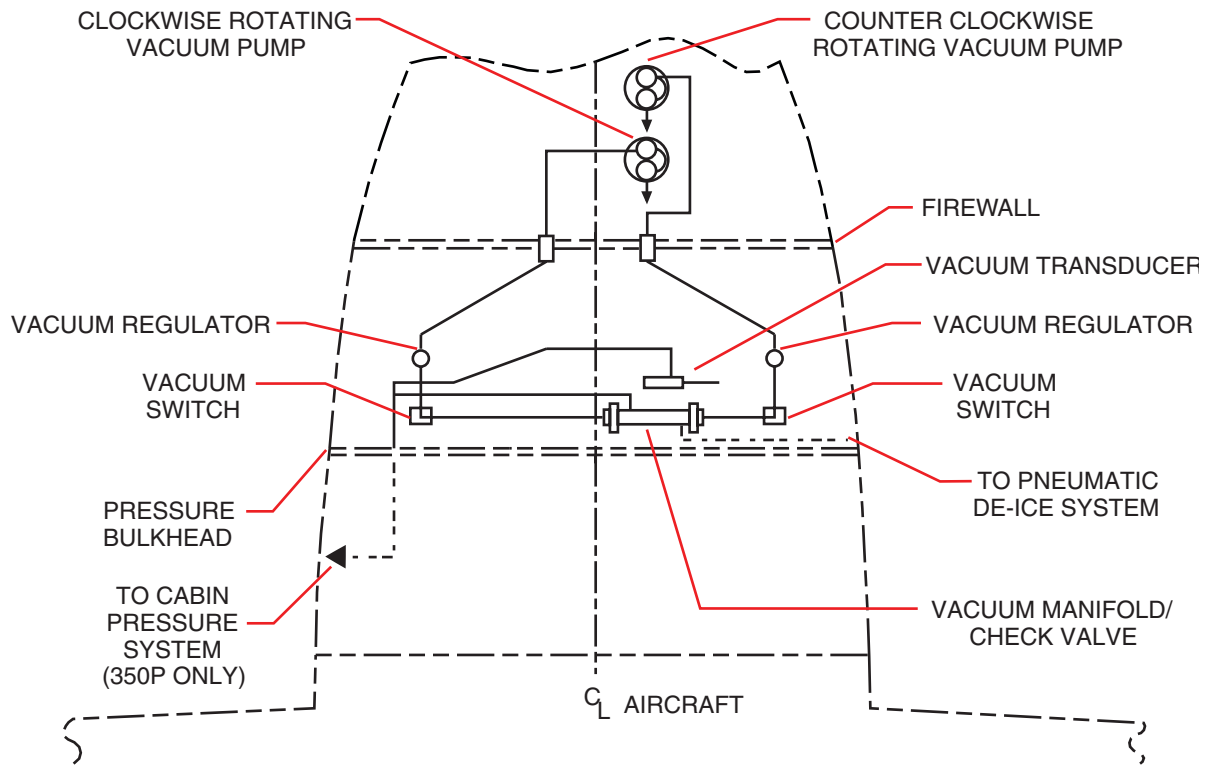 CLOCKWISE ROTATING
VACUUM PUMP
COUNTER CLOCKWISE
ROTATING VACUUM PUMP
FIREWALL
VACUUM TRANSDUCER
VACUUM REGULATOR
VACUUM REGULATOR
VACUUM
SWITCH
VACUUM
SWITCH
PRESSURE
BULKHEAD
TO PNEUMATIC
DE-ICE SYSTEM
TO CABIN
PRESSURE
SYSTEM
(350P ONLY)
VACUUM MANIFOLD/
CHECK VALVE
CL AIRCRAFT